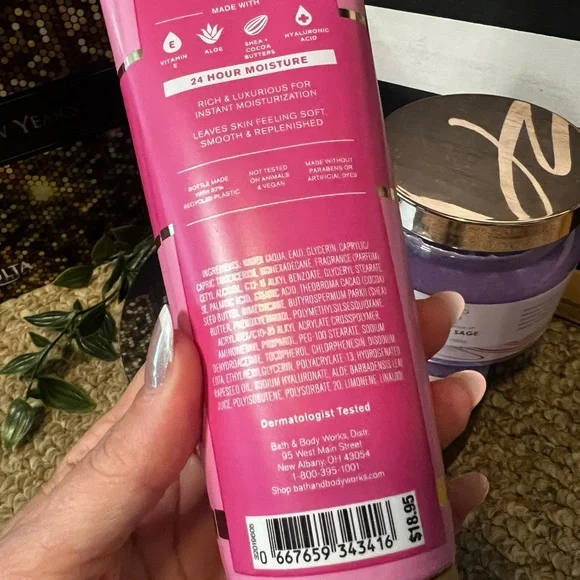 MADE WITH
E
VITAMIN E
ALOE
SHEA + COCOA BUTTERS
HYALURONIC ACID
24 HOUR MOISTURE
RICH & LUXURIOUS FOR
INSTANT MOISTURIZATION
LEAVES SKIN FEELING SOFT,
SMOOTH & REPLENISHED
BOTTLE MADE
WITH 87%
RECYCLED PLASTIC
NOT TESTED
ON ANIMALS
& VEGAN
MADE WITHOUT
PARABENS OR
ARTIFICIAL DYES
INGREDIENTS: WATER (AQUA, EAU), GLYCERIN, CAPRYLIC/
CAPRIC TRIGLYCERIDE, ISOHEXADECANE, FRAGRANCE (PARFUM),
CETYL ALCOHOL, C12-15 ALKYL BENZOATE, GLYCERYL STEARATE
SE, PALMITIC ACID, STEARIC ACID, THEOBROMA CACAO (COCOA)
SEED BUTTER, DIMETHICONE, BUTYROSPERMUM PARKII (SHEA)
BUTTER, PHENOXYETHANOL, POLYMETHYLSILSESQUIOXANE,
ACRYLATES/C10-30 ALKYL ACRYLATE CROSSPOLYMER,
AMINOMETHYL PROPANOL, PEG-100 STEARATE, SODIUM
DEHYDROACETATE, TOCOPHEROL, CHLORPHENESIN, DISODIUM
EDTA, ETHYLHEXYLGLYCERIN, POLYACRYLATE-13, HYDROGENATED
RAPESEED OIL, SODIUM HYALURONATE, ALOE BARBADENSIS LEAF
JUICE, POLYISOBUTENE, POLYSORBATE 20, LIMONENE, LINALOOL
Dermatologist Tested
Bath & Body Works, Distr.
95 West Main Street
New Albany, OH 43054
1-800-395-1001
Shop bathandbodyworks.com
$18.95
0 667659 343416
W YEAR'S
SAGE